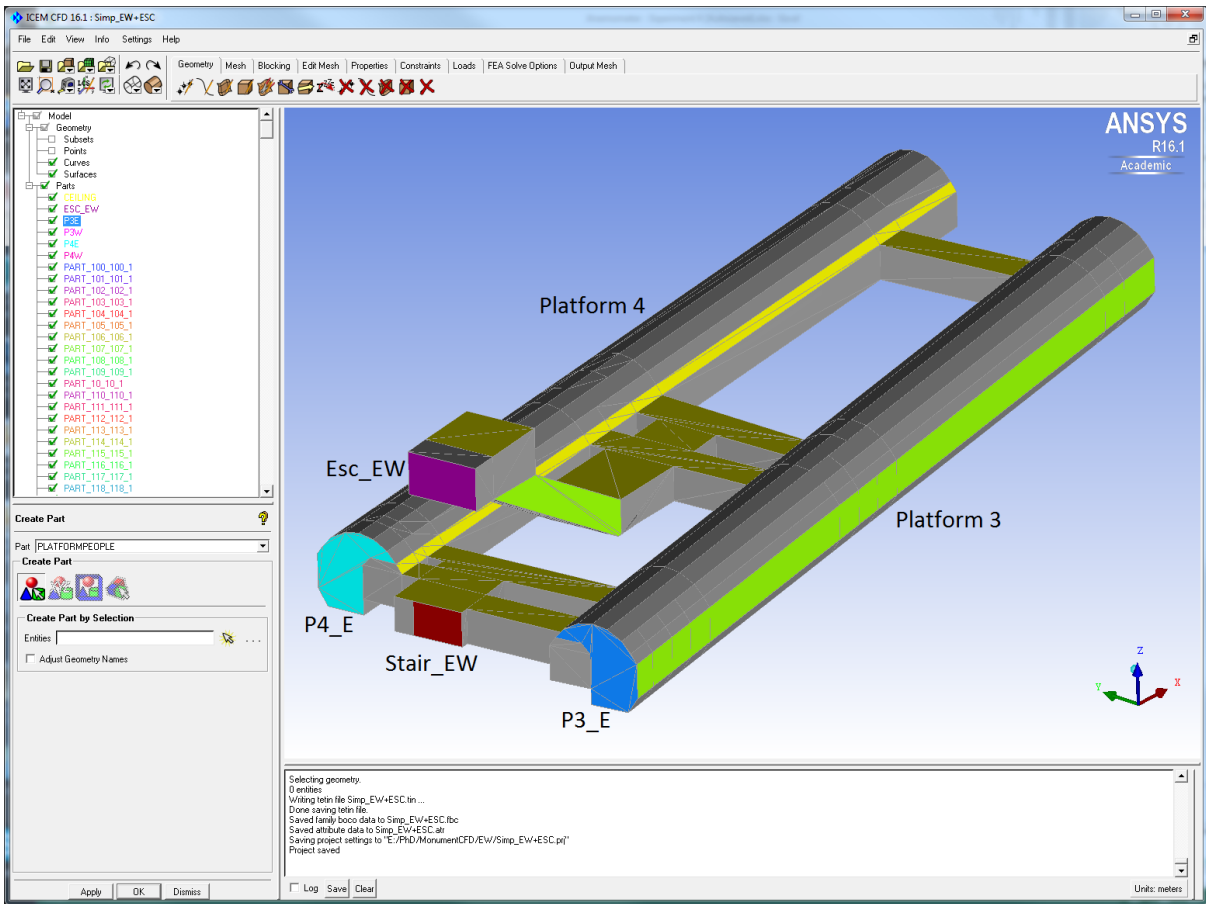 ICEM CFD 16.1 : Simp_EW+ESC
File Edit View Info Settings Help
Geometry Mesh Blocking Edit Mesh Properties Constraints Loads FEA Solve Options Output Mesh
Model
Geometry
Subsets
Points
Curves
Surfaces
Parts
CEILING
ESC_EW
P3E
P3W
P4E
P4W
PART_100_100_1
PART_101_101_1
PART_102_102_1
PART_103_103_1
PART_104_104_1
PART_105_105_1
PART_106_106_1
PART_107_107_1
PART_108_108_1
PART_109_109_1
PART_10_10_1
PART_110_110_1
PART_111_111_1
PART_112_112_1
PART_113_113_1
PART_114_114_1
PART_115_115_1
PART_116_116_1
PART_117_117_1
PART_118_118_1
Create Part
Part PLATFORMPEOPLE
Create Part
Create Part by Selection
Entities
...
Adjust Geometry Names
Apply OK Dismiss
ANSYS
R16.1
Academic
Platform 4
Esc_EW
Platform 3
P4_E
Stair_EW
P3_E
Z
Y
X
Selecting geometry.
0 entities
Writing tetin file Simp_EW+ESC.tin ...
Done saving tetin file.
Saved family boco data to Simp_EW+ESC.fbc
Saved attribute data to Simp_EW+ESC.atr
Saving project settings to "E:/PhD/MonumentCFD/EW/Simp_EW+ESC.prj"
Project saved
Log Save Clear
Units: meters